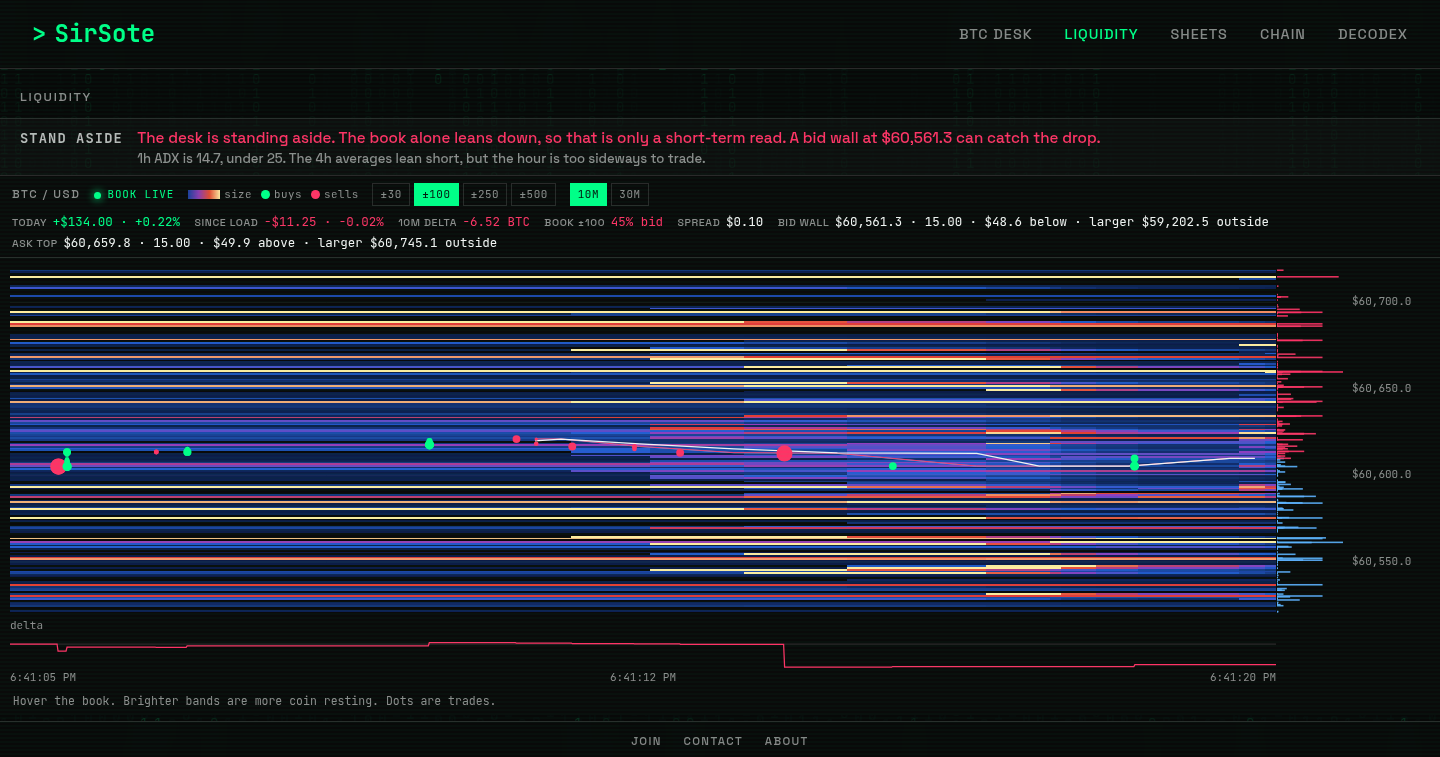 > SirSote
BTC DESK LIQUIDITY SHEETS CHAIN DECODEX
LIQUIDITY
STAND ASIDE The desk is standing aside. The book alone leans down, so that is only a short-term read. A bid wall at $60,561.3 can catch the drop.
1h ADX is 14.7, under 25. The 4h averages lean short, but the hour is too sideways to trade.
BTC / USD BOOK LIVE size buys sells ±30 ±100 ±250 ±500 10M 30M
TODAY +$134.00 · +0.22% SINCE LOAD -$11.25 · -0.02% 10M DELTA -6.52 BTC BOOK ±100 45% bid SPREAD $0.10 BID WALL $60,561.3 · 15.00 · $48.6 below · larger $59,202.5 outside
ASK TOP $60,659.8 · 15.00 · $49.9 above · larger $60,745.1 outside
$60,700.0
$60,650.0
$60,600.0
$60,550.0
delta
6:41:05 PM 6:41:12 PM 6:41:20 PM
Hover the book. Brighter bands are more coin resting. Dots are trades.
JOIN CONTACT ABOUT